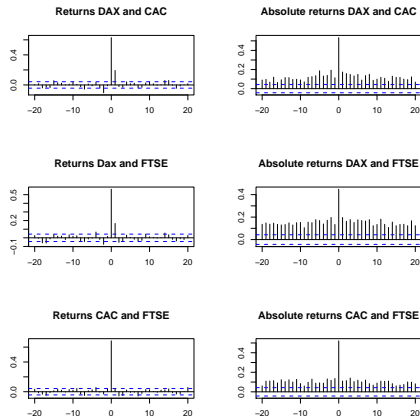 Returns DAX and CAC
Absolute returns DAX and CAC
0.0 0.4
0.0 0.2 0.4
−20 −10 0 10 20
−20 −10 0 10 20
Returns Dax and FTSE
Absolute returns DAX and FTSE
−0.1 0.2 0.5
0.0 0.2 0.4
−20 −10 0 10 20
−20 −10 0 10 20
Returns CAC and FTSE
Absolute returns CAC and FTSE
0.0 0.4
0.0 0.2 0.4
−20 −10 0 10 20
−20 −10 0 10 20